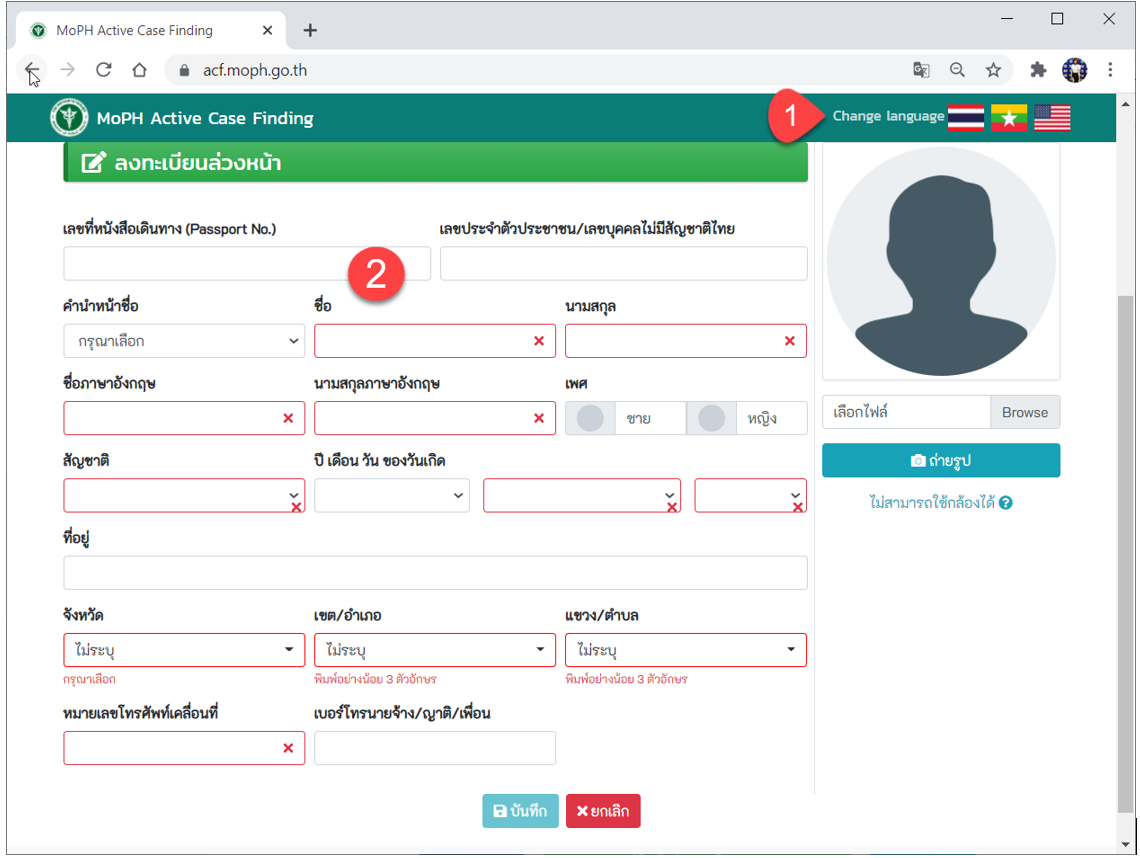 MoPH Active Case Finding
acf.moph.go.th
MoPH Active Case Finding
1
Change language
ลงทะเบียนล่วงหน้า
เลขที่หนังสือเดินทาง (Passport No.) เลขประจำตัวประชาชน/เลขบุคคลไม่มีสัญชาติไทย
2
คำนำหน้าชื่อ ชื่อ นามสกุล
กรุณาเลือก
ชื่อภาษาอังกฤษ นามสกุลภาษาอังกฤษ เพศ
ชาย หญิง
เลือกไฟล์ Browse
ถ่ายรูป
ไม่สามารถใช้กล้องได้
สัญชาติ ปี เดือน วัน ของวันเกิด
ที่อยู่
จังหวัด เขต/อำเภอ แขวง/ตำบล
ไม่ระบุ ไม่ระบุ ไม่ระบุ
กรุณาเลือก พิมพ์อย่างน้อย 3 ตัวอักษร พิมพ์อย่างน้อย 3 ตัวอักษร
หมายเลขโทรศัพท์เคลื่อนที่ เบอร์โทรนายจ้าง/ญาติ/เพื่อน
บันทึก ยกเลิก